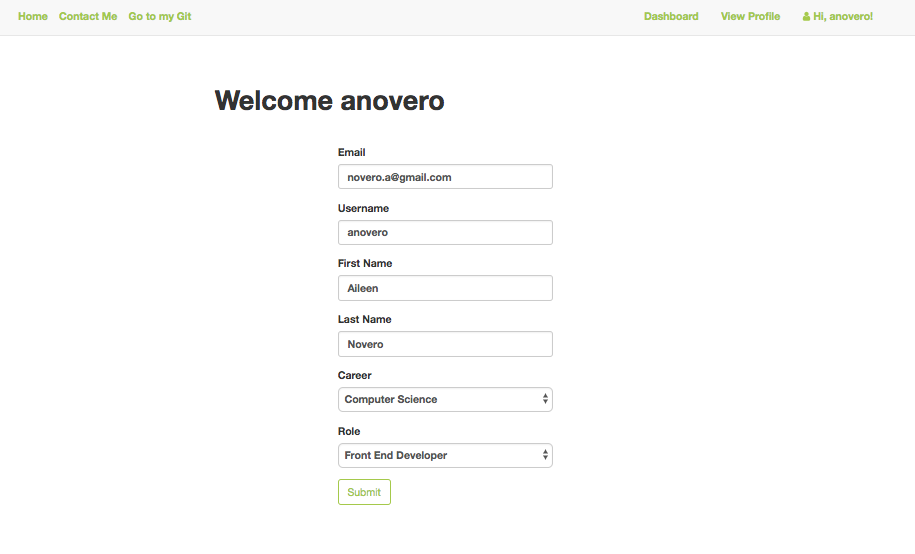 Home Contact Me Go to my Git Dashboard View Profile Hi, anovero!
Welcome anovero
Email
novero.a@gmail.com
Username
anovero
First Name
Aileen
Last Name
Novero
Career
Computer Science
Role
Front End Developer
Submit